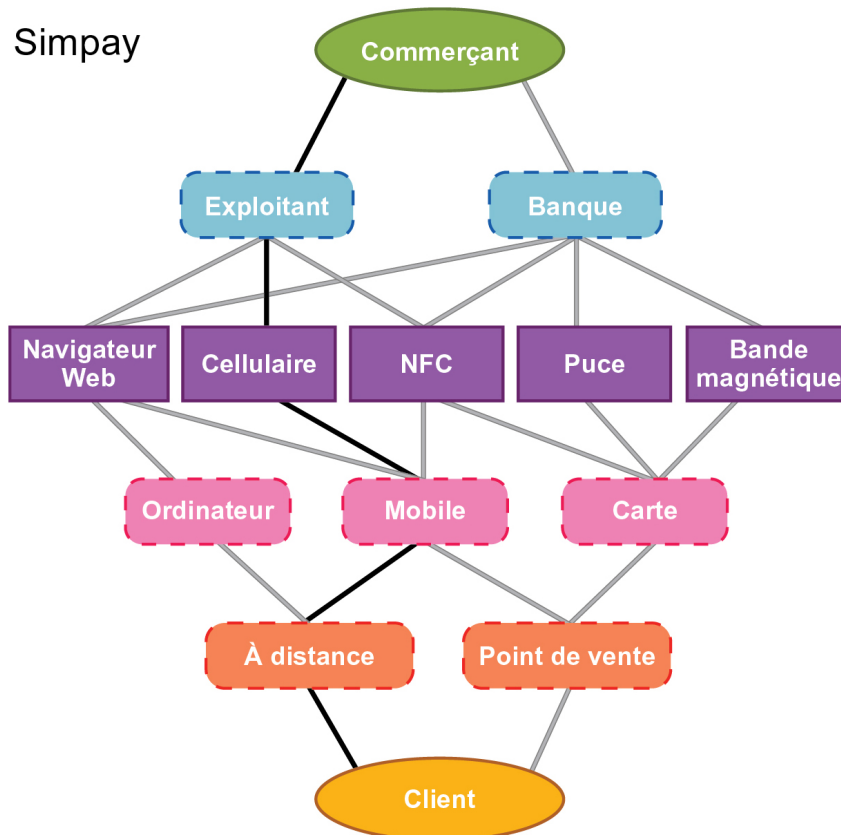 Simpay
Commerçant
Exploitant
Banque
Navigateur
Web
Cellulaire
NFC
Puce
Bande
magnétique
Ordinateur
Mobile
Carte
À distance
Point de vente
Client